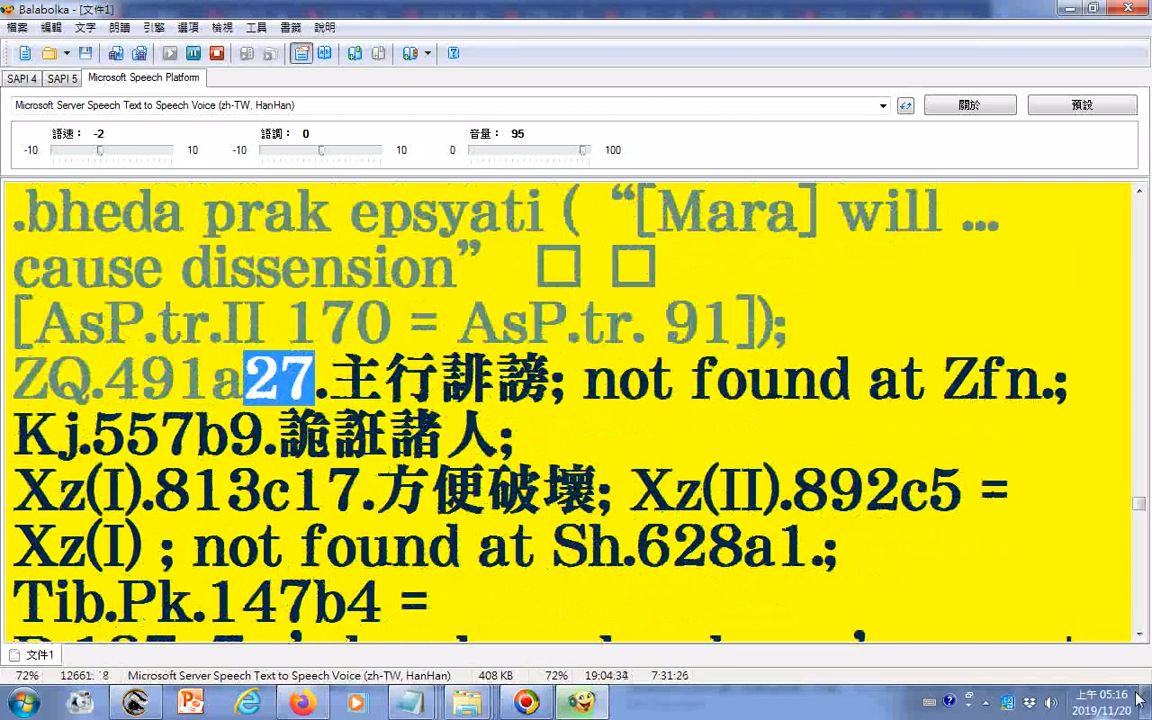 Balabolka - [文件1]
檔案 編輯 文字 朗讀 引擎 選項 檢視 工具 書籤 說明
SAPI 4 SAPI 5 Microsoft Speech Platform
Microsoft Server Speech Text to Speech Voice (zh-TW, HanHan) 關於 預設
語速: -2 語調: 0 音量: 95
-10 10 -10 10 0 100
.bheda prak epsyati ( “[Mara] will ...
cause dissension” □ □
[AsP.tr.II 170 = AsP.tr. 91]);
ZQ.491a27.主行誹謗; not found at Zfn.;
Kj.557b9.詭誑諸人;
Xz(I).813c17.方便破壞; Xz(II).892c5 =
Xz(I) ; not found at Sh.628a1.;
Tib.Pk.147b4 =
文件1
72% Microsoft Server Speech Text to Speech Voice (zh-TW, HanHan) 408 KB 72% 19:04:34 7:31:26
上午 05:16
2019/11/20